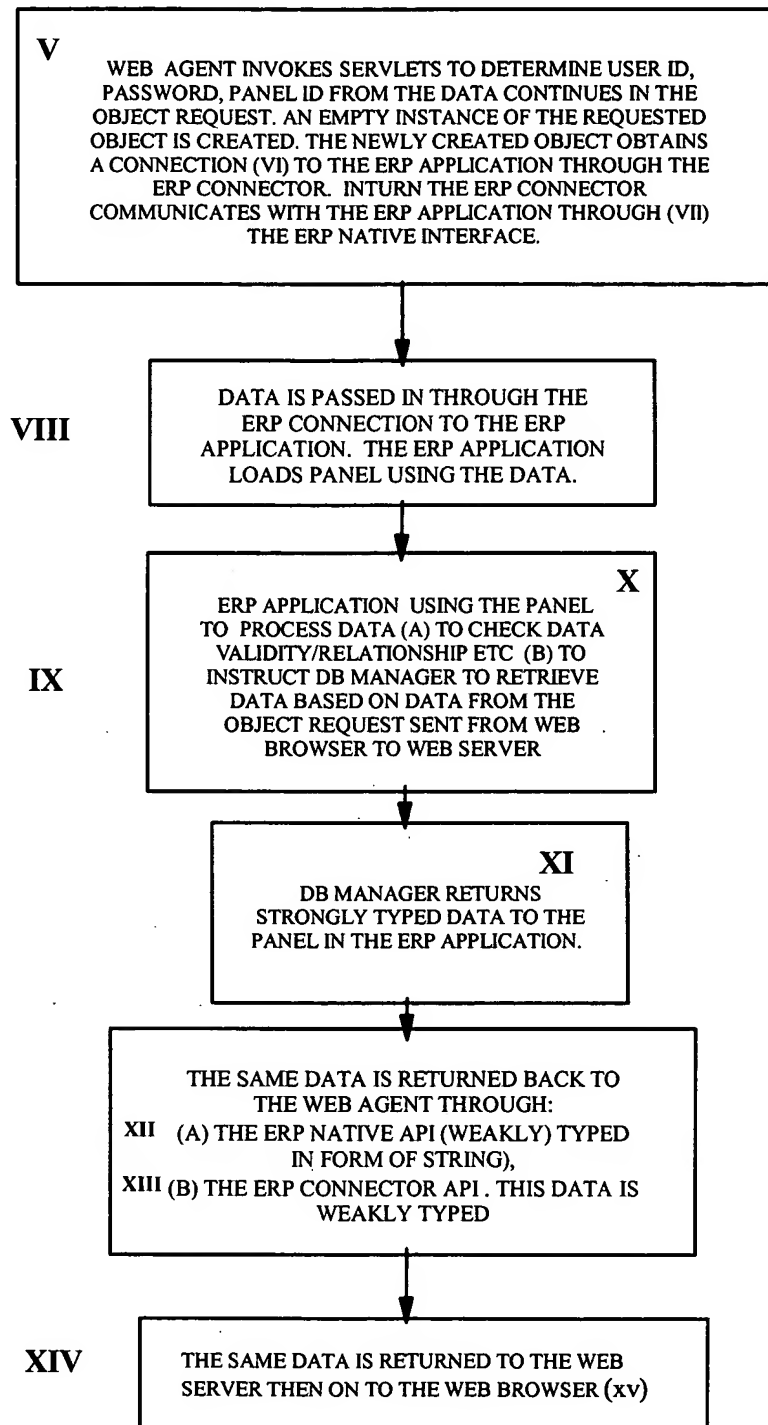 V
WEB AGENT INVOKES SERVLETS TO DETERMINE USER ID,
PASSWORD, PANEL ID FROM THE DATA CONTINUES IN THE
OBJECT REQUEST. AN EMPTY INSTANCE OF THE REQUESTED
OBJECT IS CREATED. THE NEWLY CREATED OBJECT OBTAINS
A CONNECTION (VI) TO THE ERP APPLICATION THROUGH THE
ERP CONNECTOR. INTURN THE ERP CONNECTOR
COMMUNICATES WITH THE ERP APPLICATION THROUGH (VII)
THE ERP NATIVE INTERFACE.
VIII
DATA IS PASSED IN THROUGH THE
ERP CONNECTION TO THE ERP
APPLICATION. THE ERP APPLICATION
LOADS PANEL USING THE DATA.
X
IX
ERP APPLICATION USING THE PANEL
TO PROCESS DATA (A) TO CHECK DATA
VALIDITY/RELATIONSHIP ETC (B) TO
INSTRUCT DB MANAGER TO RETRIEVE
DATA BASED ON DATA FROM THE
OBJECT REQUEST SENT FROM WEB
BROWSER TO WEB SERVER
XI
DB MANAGER RETURNS
STRONGLY TYPED DATA TO THE
PANEL IN THE ERP APPLICATION.
THE SAME DATA IS RETURNED BACK TO
THE WEB AGENT THROUGH:
XII (A) THE ERP NATIVE API (WEAKLY) TYPED
IN FORM OF STRING),
XIII (B) THE ERP CONNECTOR API . THIS DATA IS
WEAKLY TYPED
XIV
THE SAME DATA IS RETURNED TO THE WEB
SERVER THEN ON TO THE WEB BROWSER (XV)